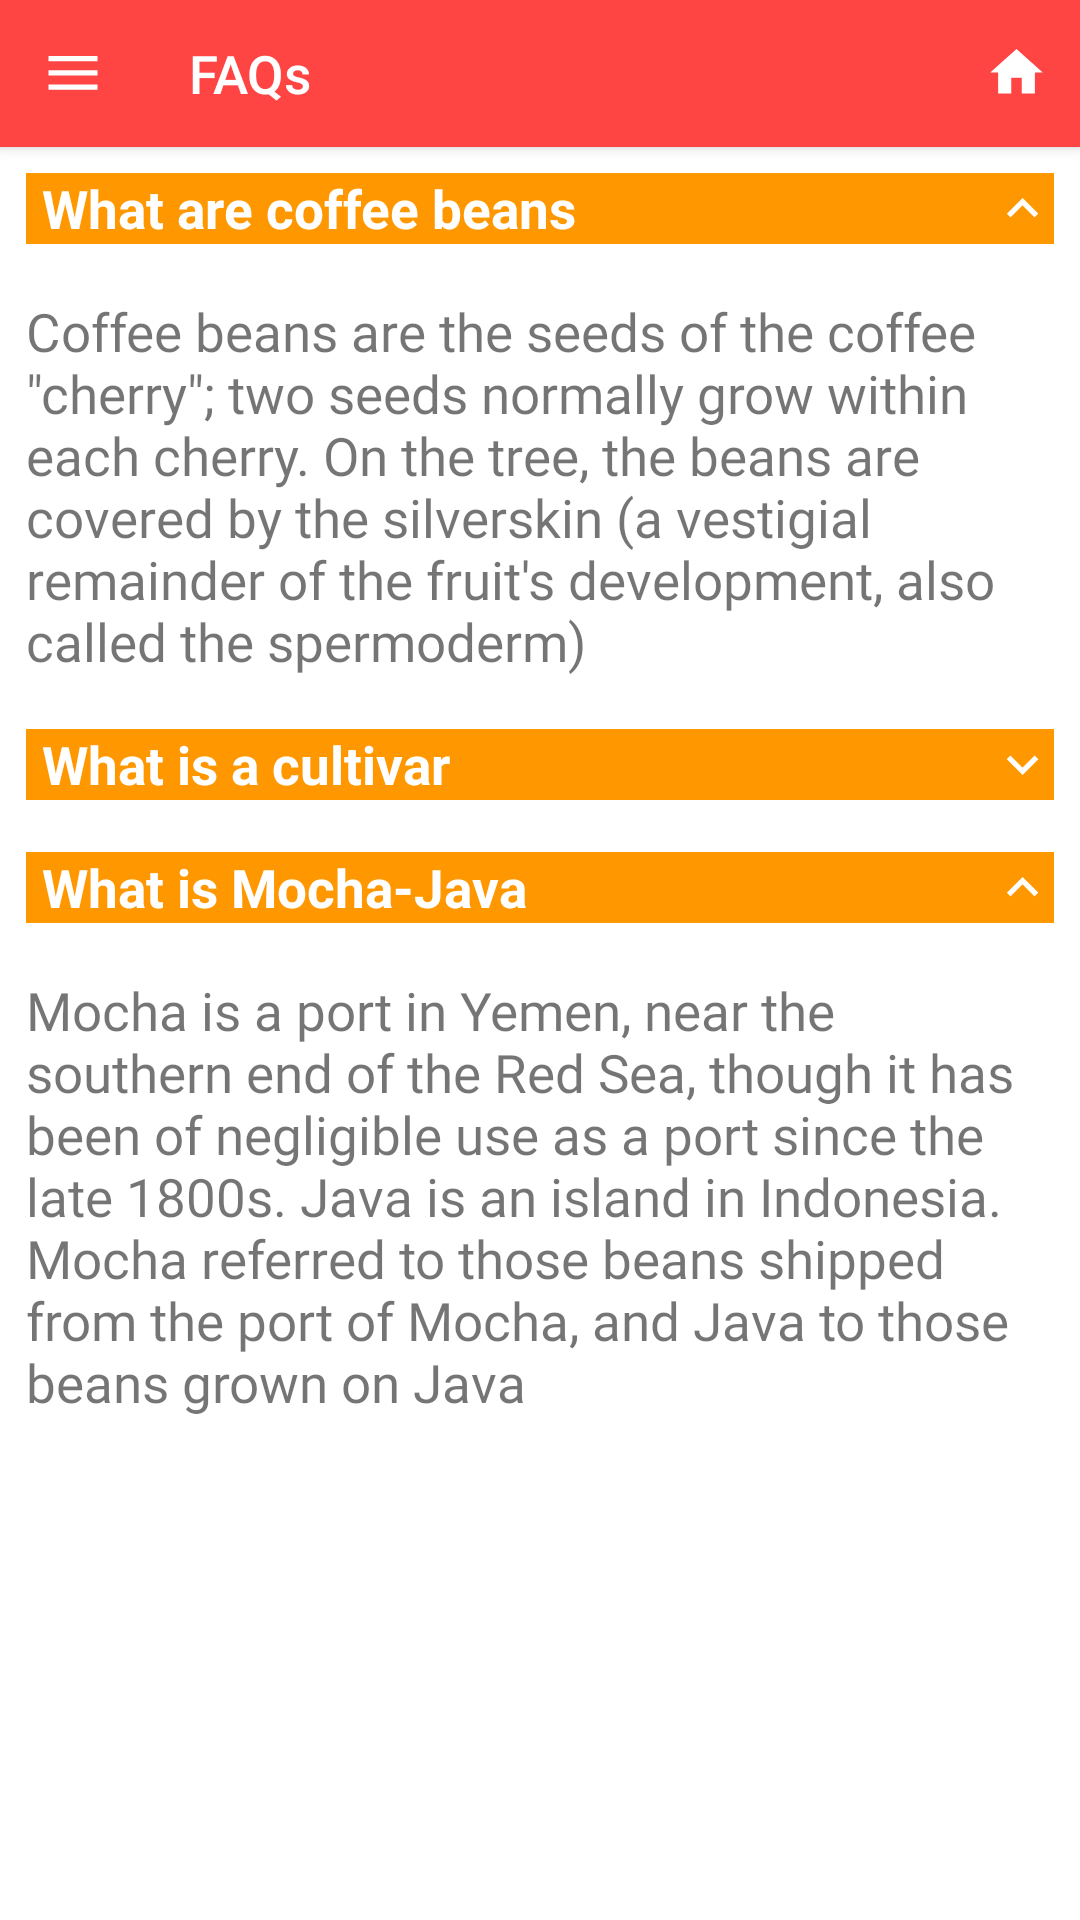 FAQs
What are coffee beans
Coffee beans are the seeds of the coffee
"cherry"; two seeds normally grow within
each cherry. On the tree, the beans are
covered by the silverskin (a vestigial
remainder of the fruit's development, also
called the spermoderm)
What is a cultivar
What is Mocha-Java
Mocha is a port in Yemen, near the
southern end of the Red Sea, though it has
been of negligible use as a port since the
late 1800s. Java is an island in Indonesia.
Mocha referred to those beans shipped
from the port of Mocha, and Java to those
beans grown on Java